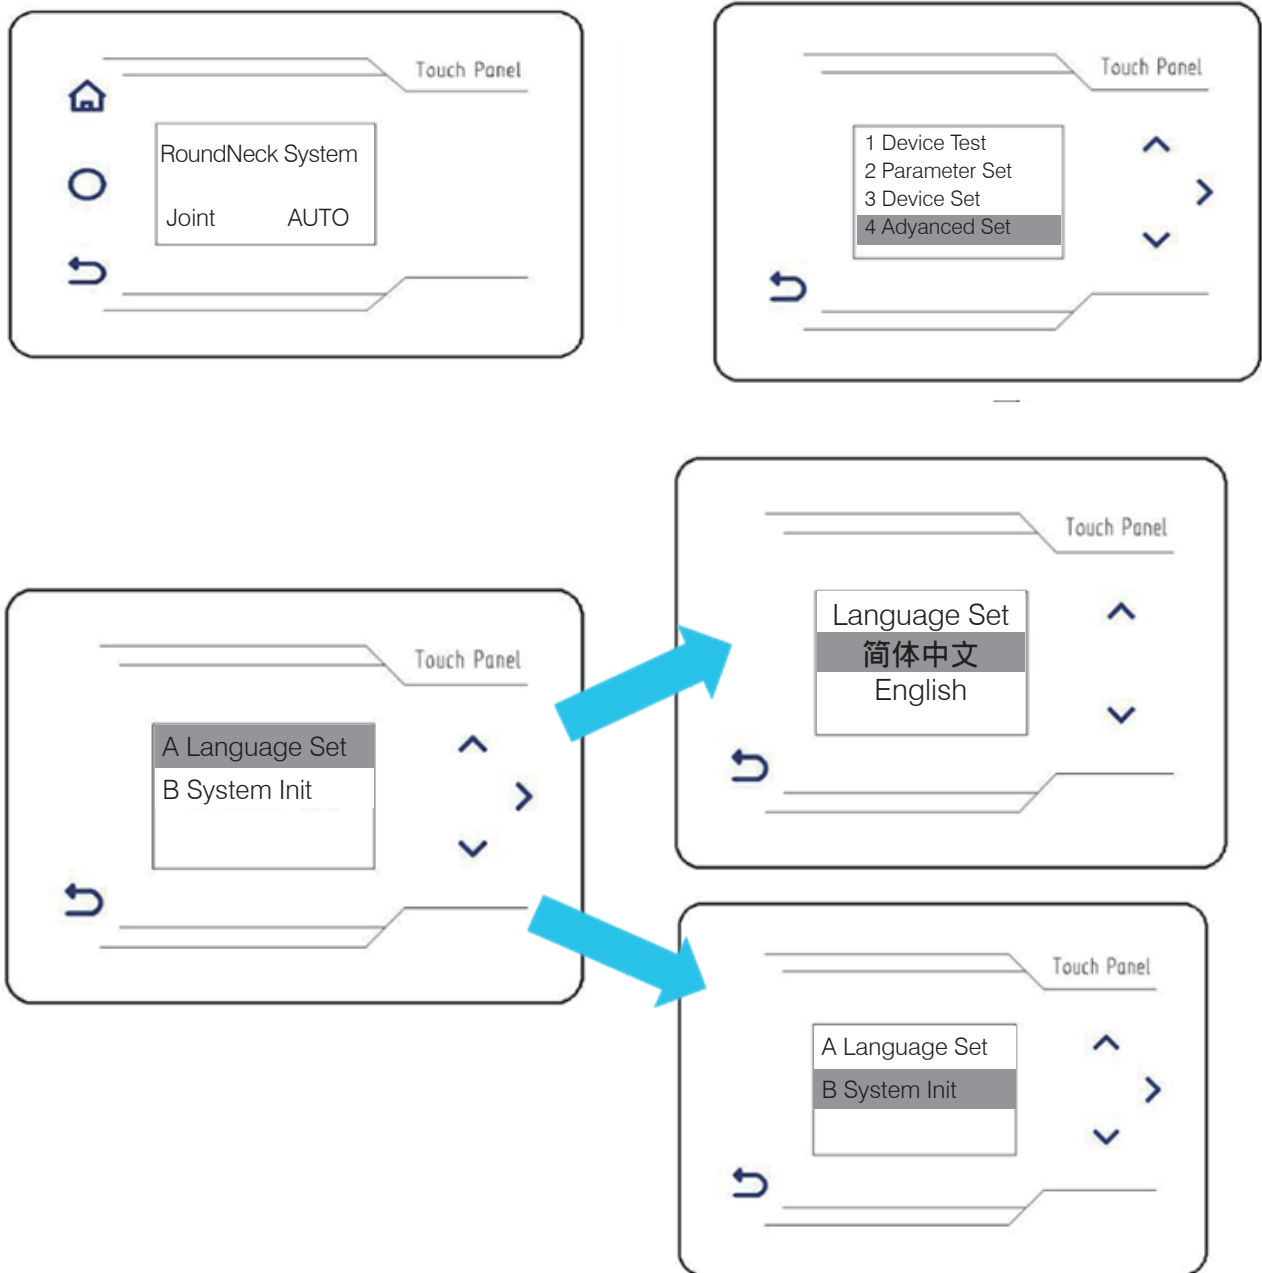 Touch Panel
RoundNeck System
Joint AUTO
Touch Panel
1 Device Test
2 Parameter Set
3 Device Set
4 Adyanced Set
Touch Panel
A Language Set
B System Init
Touch Panel
Language Set
简体中文
English
Touch Panel
A Language Set
B System Init